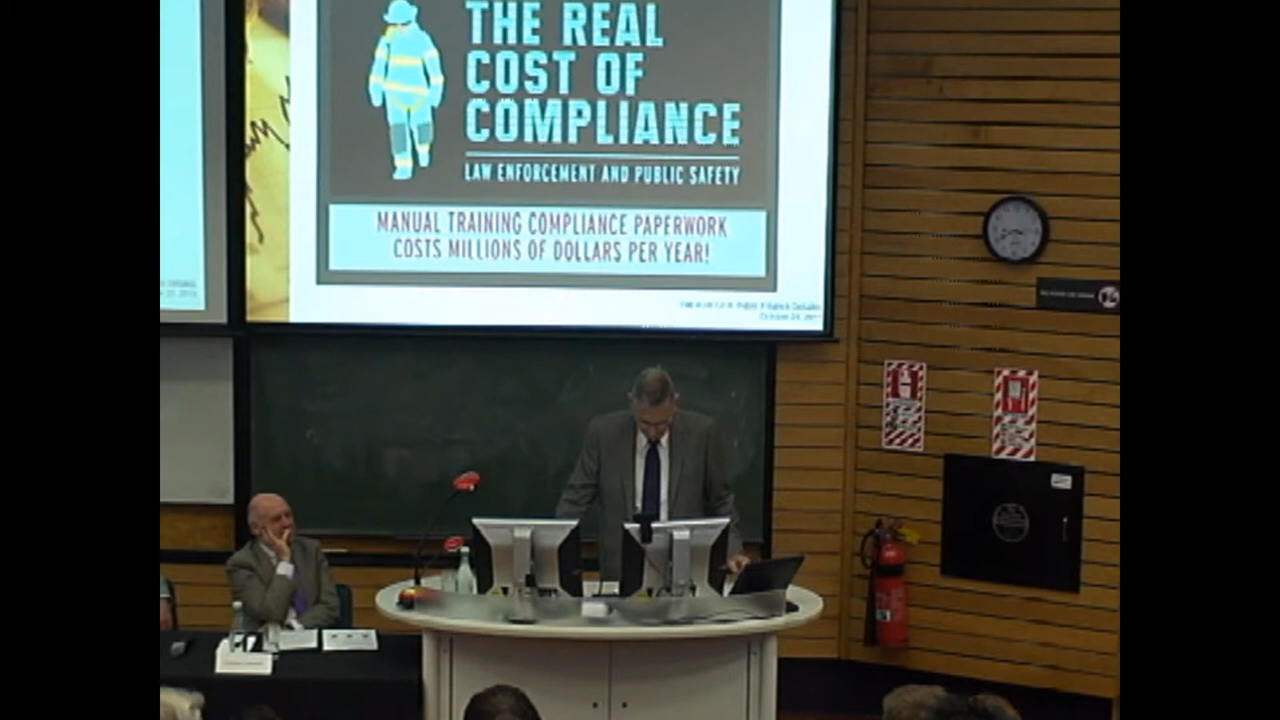 THE REAL
COST OF
COMPLIANCE
LAW ENFORCEMENT AND PUBLIC SAFETY
MANUAL TRAINING COMPLIANCE PAPERWORK
COSTS MILLIONS OF DOLLARS PER YEAR!